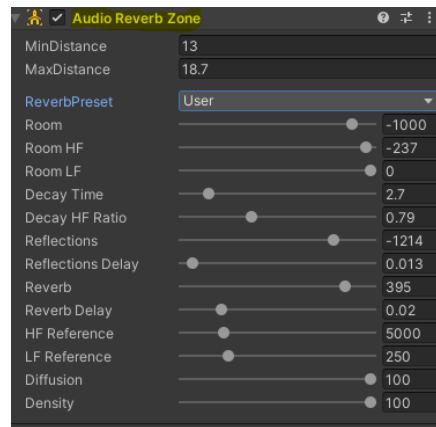 Audio Reverb Zone
MinDistance 13
MaxDistance 18.7
ReverbPreset User
Room -1000
Room HF -237
Room LF 0
Decay Time 2.7
Decay HF Ratio 0.79
Reflections -1214
Reflections Delay 0.013
Reverb 395
Reverb Delay 0.02
HF Reference 5000
LF Reference 250
Diffusion 100
Density 100